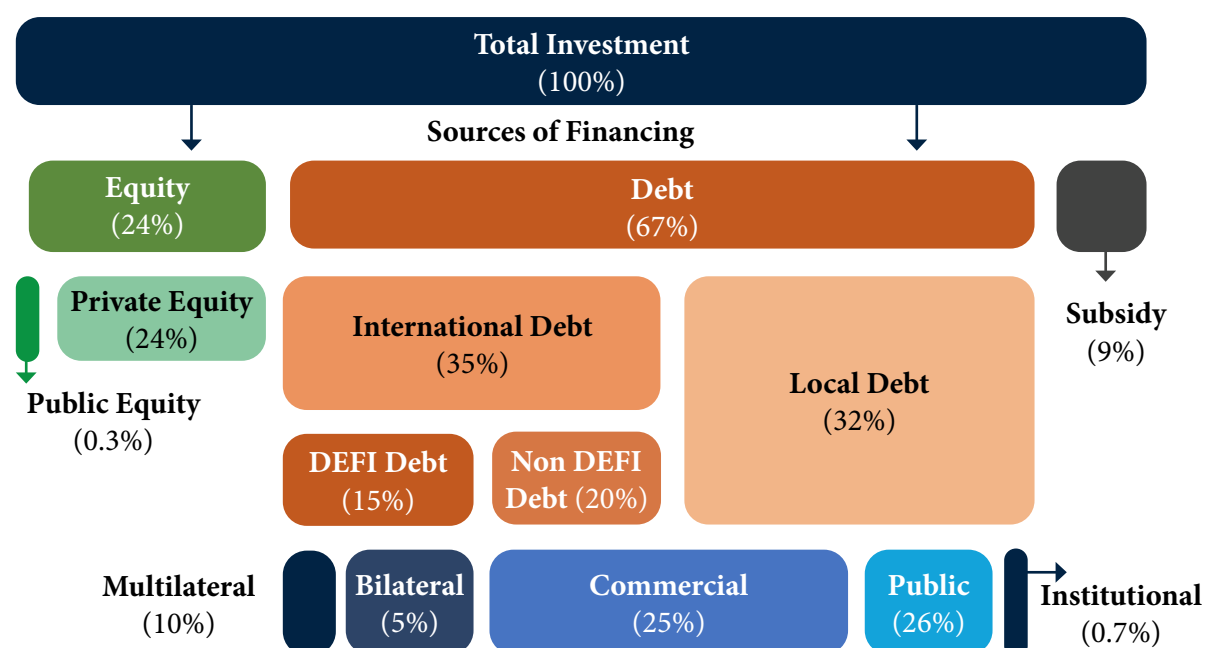 Total Investment
(100%)
Sources of Financing
Equity
(24%)
Debt
(67%)
Private Equity
(24%)
International Debt
(35%)
Local Debt
(32%)
Subsidy
(9%)
Public Equity
(0.3%)
DEFI Debt
(15%)
Non DEFI
Debt (20%)
Multilateral
(10%)
Bilateral
(5%)
Commercial
(25%)
Public
(26%)
Institutional
(0.7%)